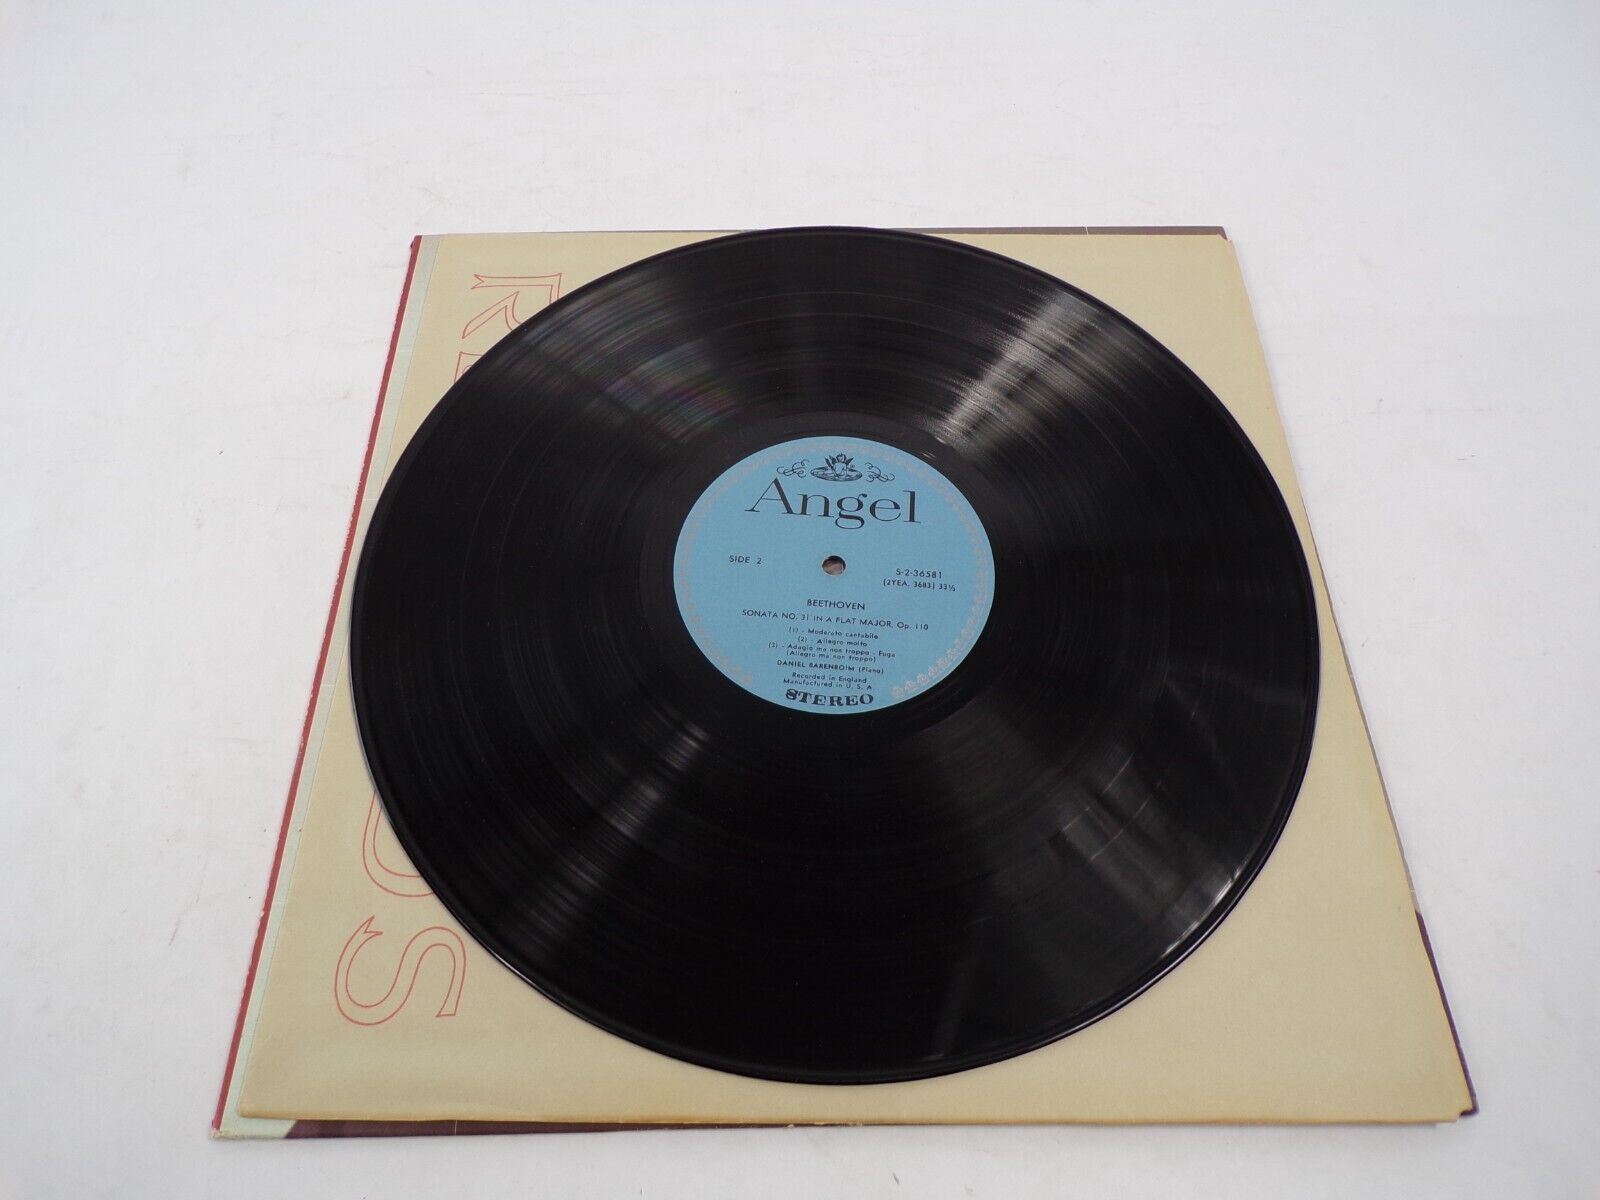 Angel
SIDE 2
S-2-36581
(2YEA. 3683) 33⅓
BEETHOVEN
SONATA NO. 31 IN A FLAT MAJOR, Op. 110
(1) - Moderato cantabile
(2) - Allegro molto
(3) - Adagio ma non troppo - Fuga
(Allegro ma non troppo)
DANIEL BARENBOIM (Piano)
Recorded in England
Manufactured in U. S. A.
STEREO